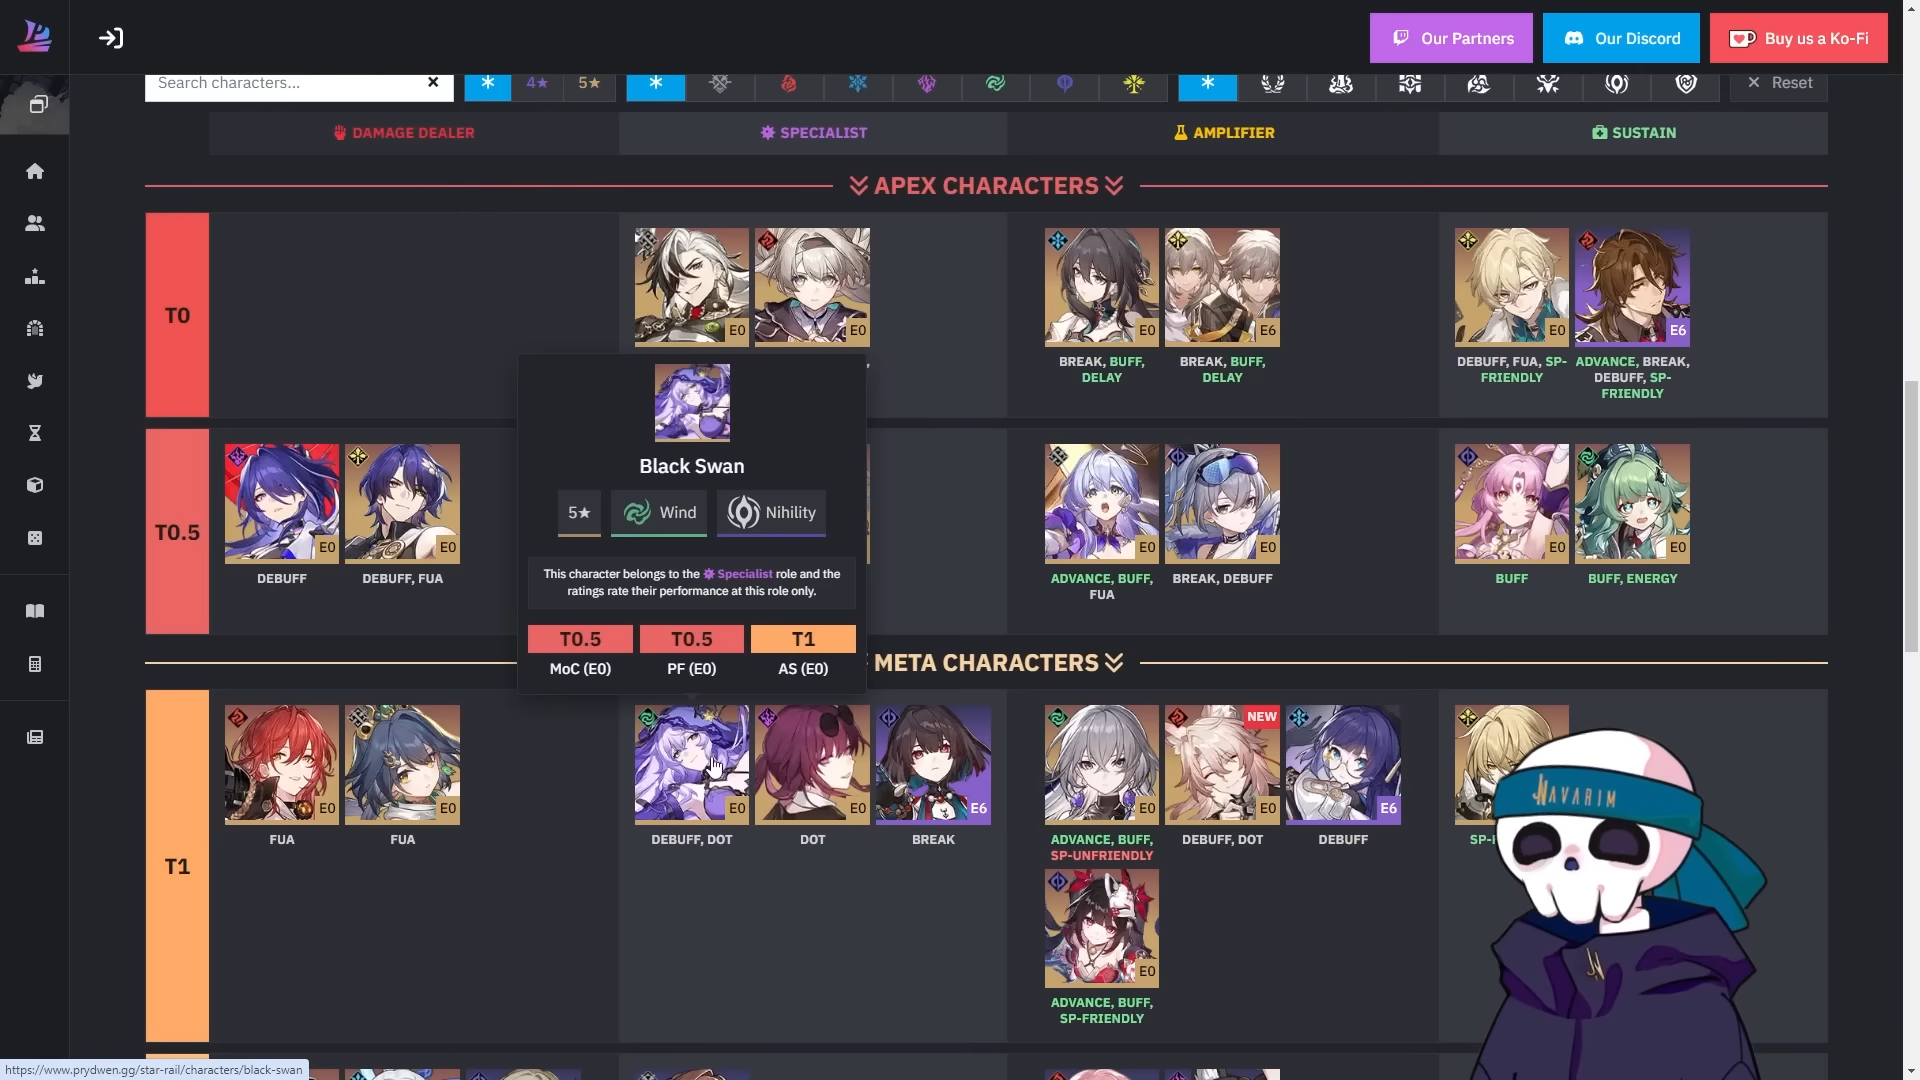 Our Partners
Our Discord
Buy us a Ko-Fi
Search characters...
4★
5★
Reset
DAMAGE DEALER
SPECIALIST
AMPLIFIER
SUSTAIN
APEX CHARACTERS
T0
E0
E0
E0
E6
E0
E6
BREAK, BUFF,
DELAY
BREAK, BUFF,
DELAY
DEBUFF, FUA, SP-
FRIENDLY
ADVANCE, BREAK,
DEBUFF, SP-
FRIENDLY
T0.5
E0
E0
E0
E0
E0
E0
DEBUFF
DEBUFF, FUA
ADVANCE, BUFF,
FUA
BREAK, DEBUFF
BUFF
BUFF, ENERGY
Black Swan
5★
Wind
Nihility
This character belongs to the Specialist role and the
ratings rate their performance at this role only.
T0.5
T0.5
T1
MoC (E0)
PF (E0)
AS (E0)
META CHARACTERS
T1
NEW
E0
E0
E0
E0
E6
E0
E0
E6
FUA
FUA
DEBUFF, DOT
DOT
BREAK
ADVANCE, BUFF,
SP-UNFRIENDLY
DEBUFF, DOT
DEBUFF
E0
ADVANCE, BUFF,
SP-FRIENDLY
NAVARIM
https://www.prydwen.gg/star-rail/characters/black-swan